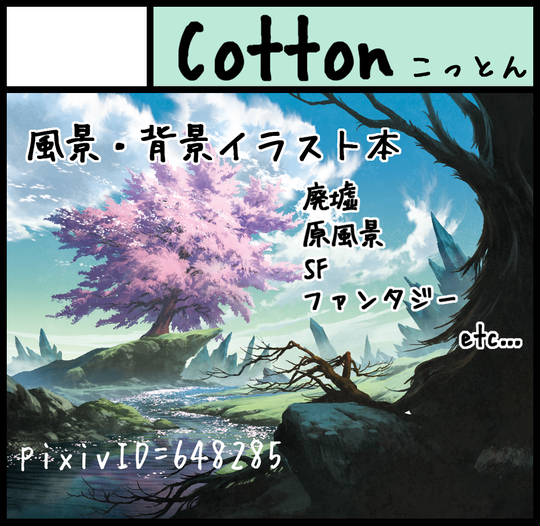 Cotton こっとん
風景・背景イラスト本
廃墟
原風景
SF
ファンタジー
etc...
pixivID=648285